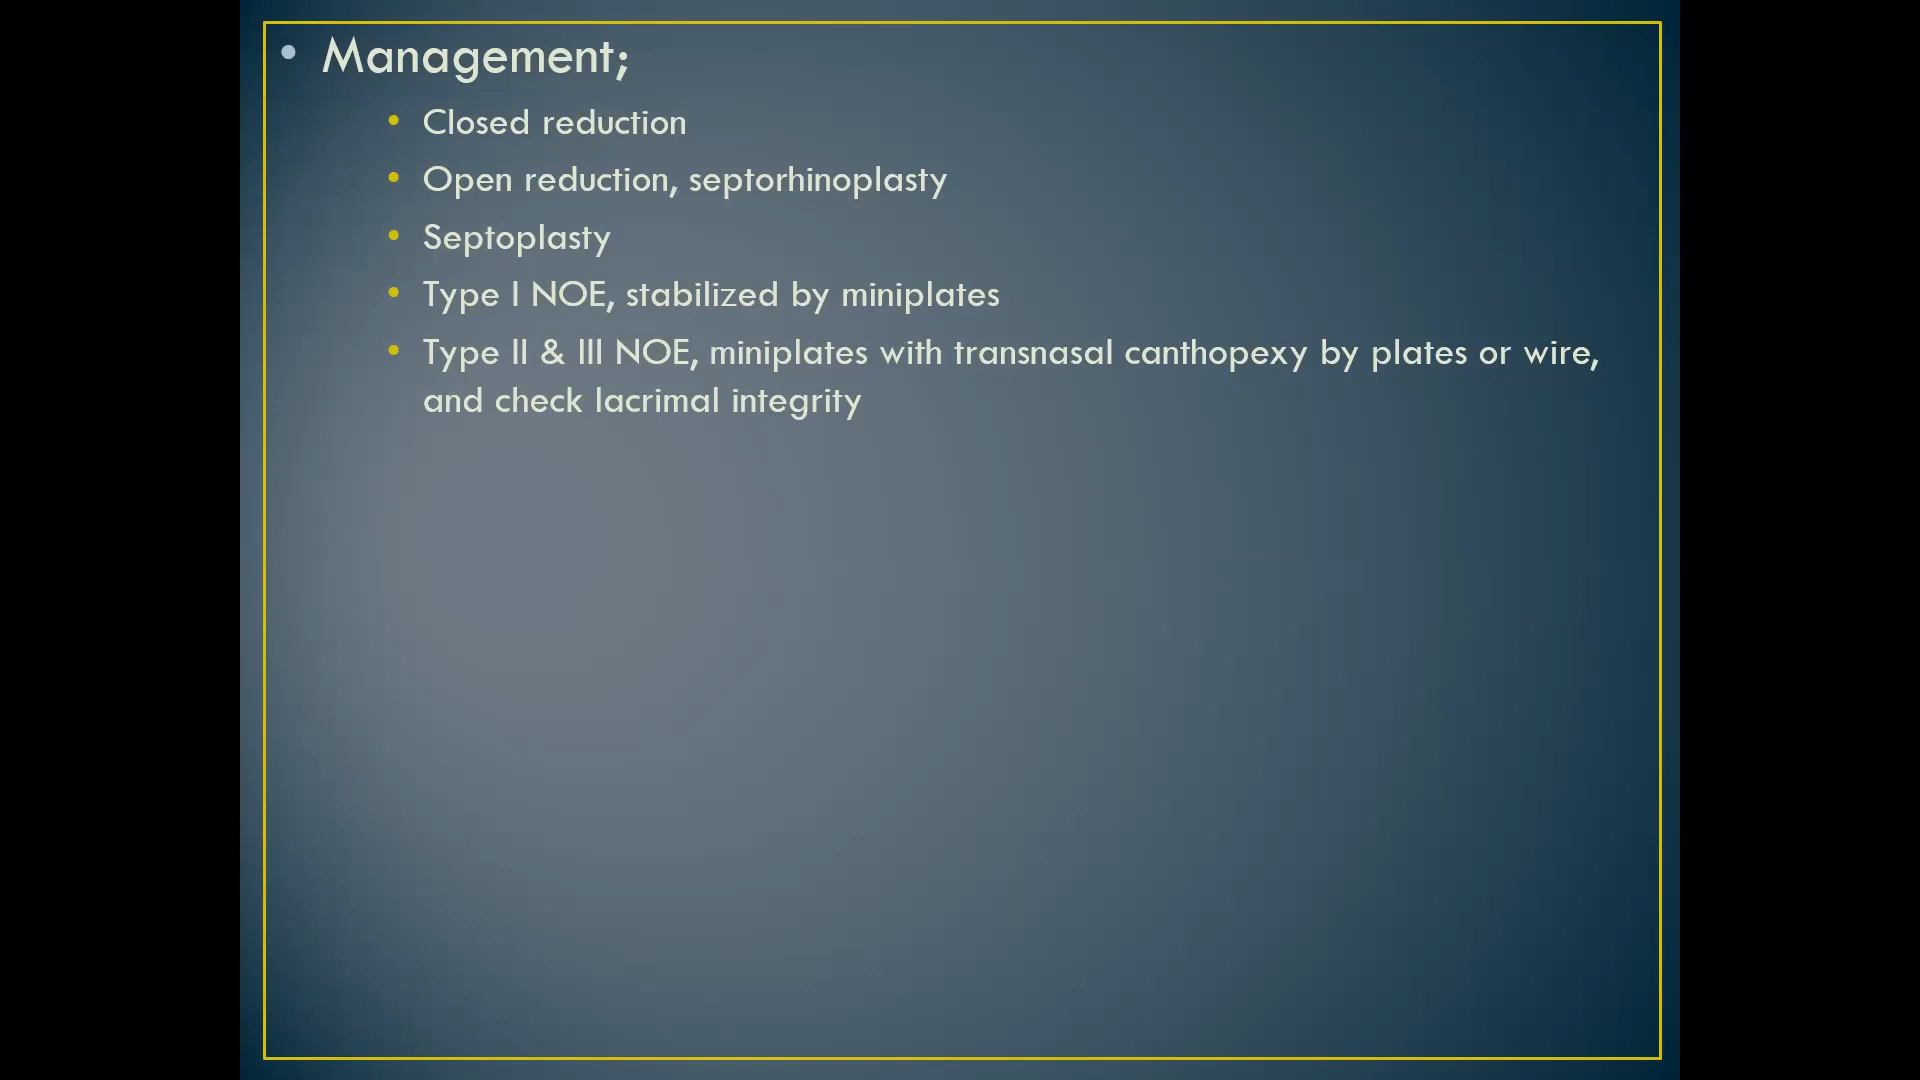 • Management;
• Closed reduction
• Open reduction, septorhinoplasty
• Septoplasty
• Type I NOE, stabilized by miniplates
• Type II & III NOE, miniplates with transnasal canthopexy by plates or wire,
and check lacrimal integrity